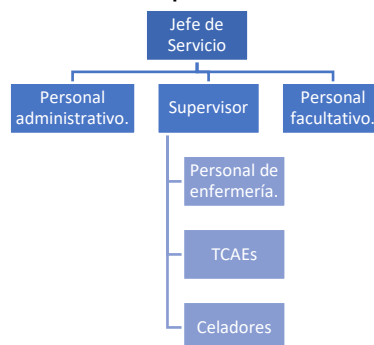 Jefe de
Servicio
Personal
administrativo.
Supervisor
Personal
facultativo.
Personal de
enfermería.
TCAEs
Celadores